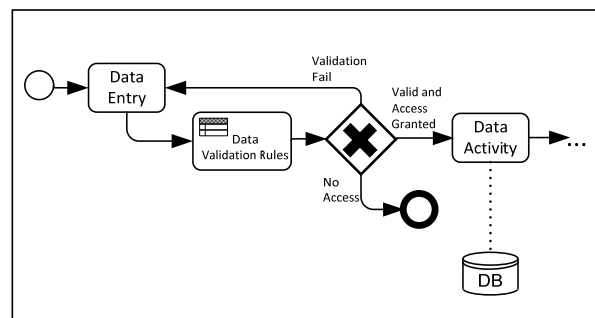 Validation
Fail
Data
Entry
Valid and
Access
Granted
Data
Validation Rules
Data
Activity
...
No
Access
DB